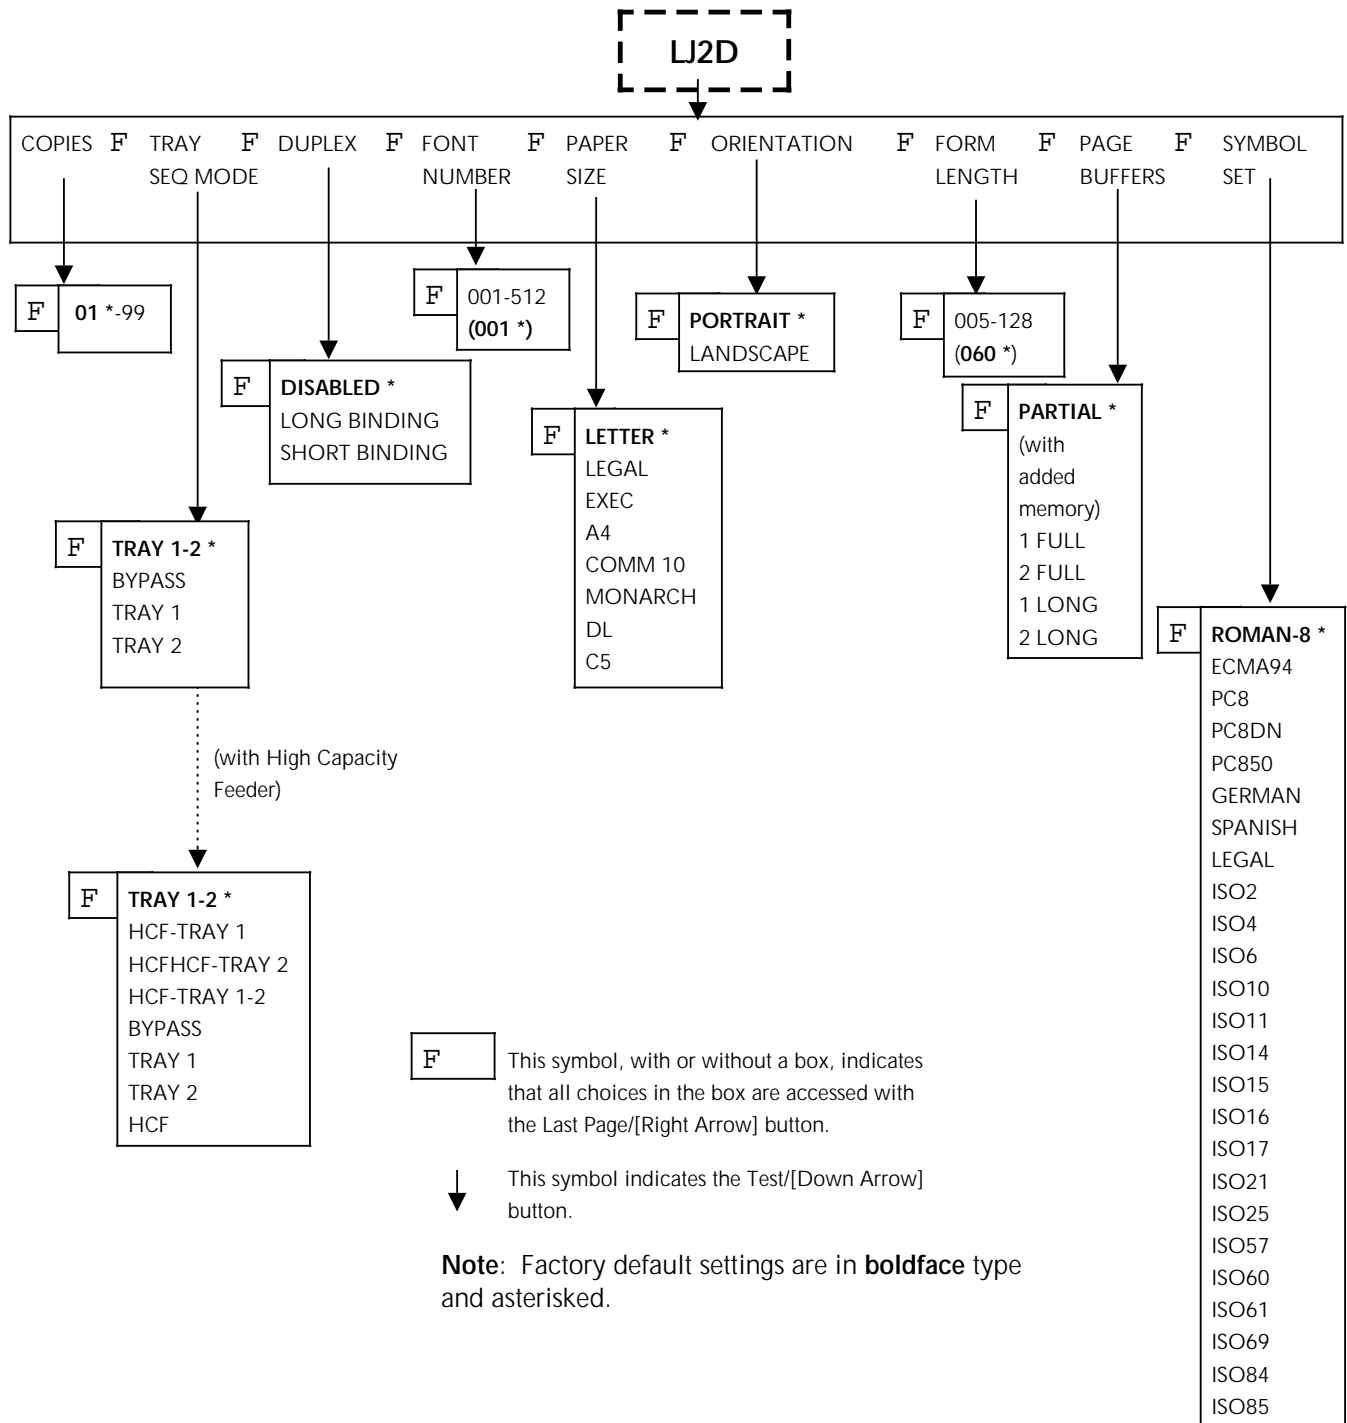 LJ2D
COPIES F TRAY F DUPLEX F FONT F PAPER F ORIENTATION F FORM F PAGE F SYMBOL
SEQ MODE NUMBER SIZE LENGTH BUFFERS SET
F 01 *-99
F 001-512
(001 *)
F PORTRAIT *
LANDSCAPE
F 005-128
(060 *)
F DISABLED *
LONG BINDING
SHORT BINDING
F PARTIAL *
(with
added
memory)
1 FULL
2 FULL
1 LONG
2 LONG
F LETTER *
LEGAL
EXEC
A4
COMM 10
MONARCH
DL
C5
F TRAY 1-2 *
BYPASS
TRAY 1
TRAY 2
(with High Capacity
Feeder)
F TRAY 1-2 *
HCF-TRAY 1
HCFHCF-TRAY 2
HCF-TRAY 1-2
BYPASS
TRAY 1
TRAY 2
HCF
F ROMAN-8 *
ECMA94
PC8
PC8DN
PC850
GERMAN
SPANISH
LEGAL
ISO2
ISO4
ISO6
ISO10
ISO11
ISO14
ISO15
ISO16
ISO17
ISO21
ISO25
ISO57
ISO60
ISO61
ISO69
ISO84
ISO85
F This symbol, with or without a box, indicates
that all choices in the box are accessed with
the Last Page/[Right Arrow] button.
This symbol indicates the Test/[Down Arrow]
button.
Note: Factory default settings are in boldface type
and asterisked.